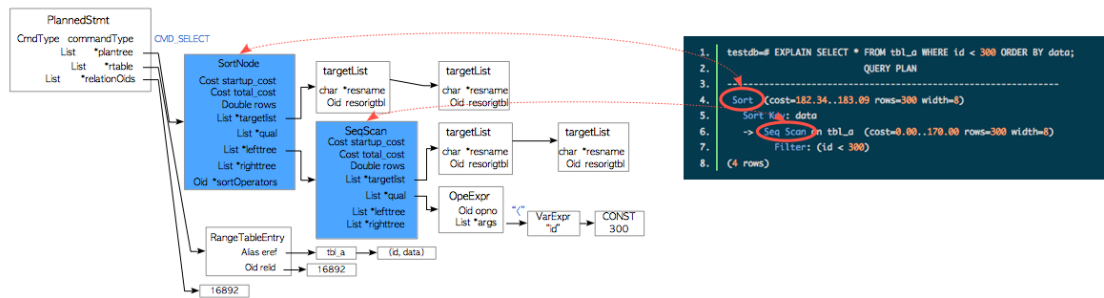 PlannedStmt
CmdType commandType
List *plantree
List *rtable
List *relationOids
CMD_SELECT
SortNode
Cost startup_cost
Cost total_cost
Double rows
List *targetlist
List *qual
List *lefttree
List *righttree
Oid *sortOperators
targetList
char *resname
Oid resorigtbl
targetList
char *resname
Oid resorigtbl
SeqScan
Cost startup_cost
Cost total_cost
Double rows
List *targetlist
List *qual
List *lefttree
List *righttree
targetList
char *resname
Oid resorigtbl
targetList
char *resname
Oid resorigtbl
OpeExpr
Oid opno
List *args
"<"
VarExpr
"id"
CONST
300
RangeTableEntry
Alias eref
Oid relid
tbl_a
(id, data)
16892
16892
1. testdb=# EXPLAIN SELECT * FROM tbl_a WHERE id < 300 ORDER BY data;
2. QUERY PLAN
3. ---------------------------------------------------------------
4. Sort (cost=182.34..183.09 rows=300 width=8)
5. Sort Key: data
6. -> Seq Scan on tbl_a (cost=0.00..170.00 rows=300 width=8)
7. Filter: (id < 300)
8. (4 rows)